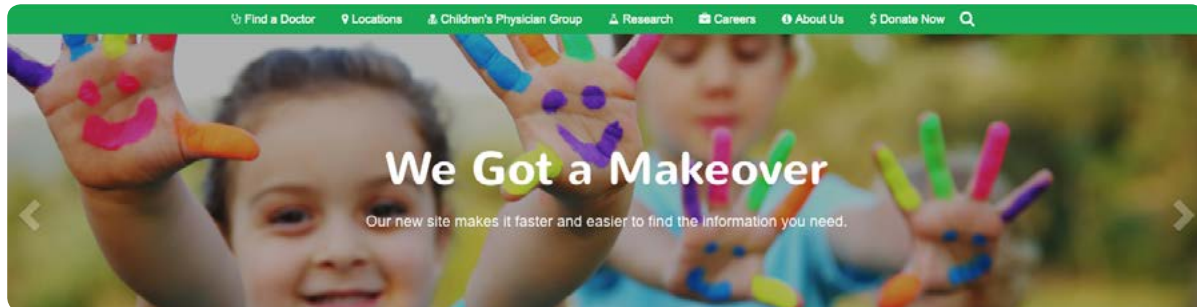 Find a Doctor Locations Children's Physician Group Research Careers About Us $ Donate Now
We Got a Makeover
Our new site makes it faster and easier to find the information you need.